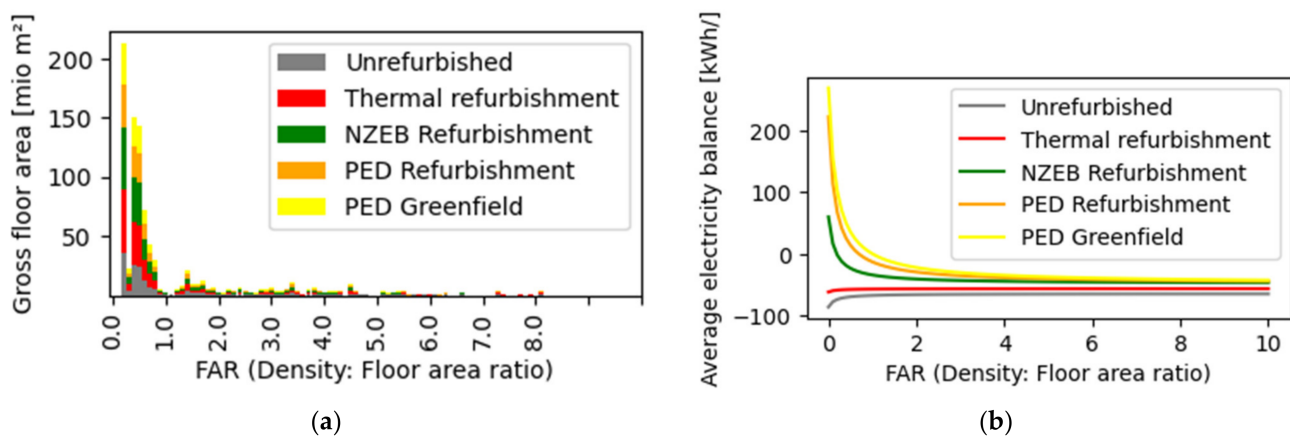 Gross floor area [mio m²]
200
150
100
50
Unrefurbished
Thermal refurbishment
NZEB Refurbishment
PED Refurbishment
PED Greenfield
0.0
1.0
2.0
3.0
4.0
5.0
6.0
7.0
8.0
FAR (Density: Floor area ratio)
(a)
Average electricity balance [kWh/
200
100
0
−100
Unrefurbished
Thermal refurbishment
NZEB Refurbishment
PED Refurbishment
PED Greenfield
0
2
4
6
8
10
FAR (Density: Floor area ratio)
(b)